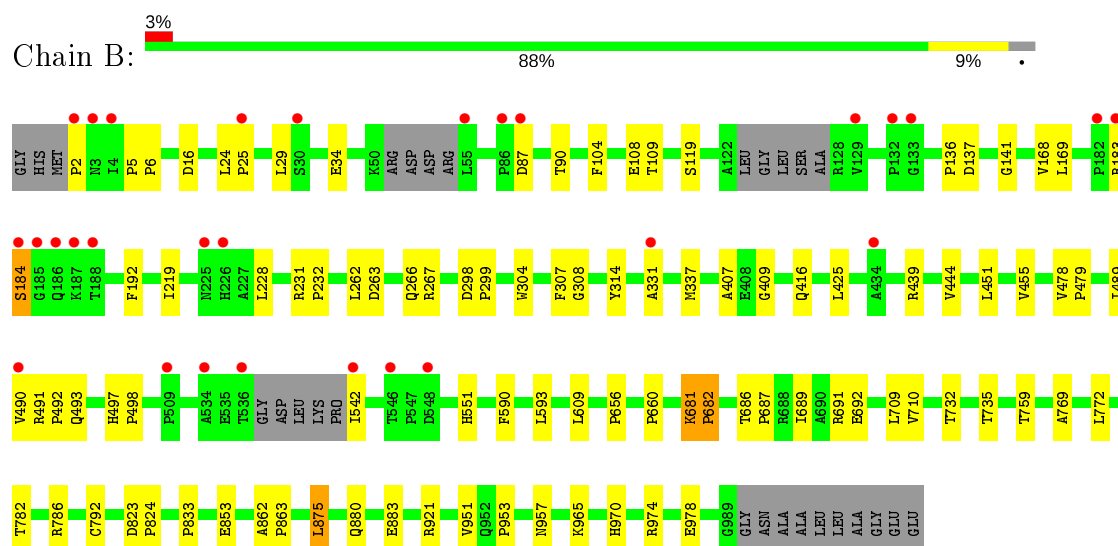 3%
Chain B:
88%
9%
•
GLY HIS MET P2 N3 I4 P5 P6 D16 L24 P25 L29 S30 E34 K50 ARG ASP ASP ARG L55 P86 D87 T90 F104 E108 T109 S119 A122 LEU GLY LEU SER ALA R128 V129 P132 G133 P136 D137 G141 V168 L169 P182 R183
S184 G185 Q186 K187 T188 F192 I219 N225 H226 A227 L228 R231 P232 L262 D263 Q266 R267 D298 P299 W304 F307 G308 Y314 A331 M337 A407 E408 G409 Q416 L425 A434 R439 V444 L451 V455 V478 P479
V490 R491 P492 Q493 H497 P498 P509 A534 E535 T536 GLY ASP LEU LYS PRO I542 T546 P547 D548 H551 F590 L593 L609 P656 P660 K681 P682 T686 P687 R688 I689 A690 R691 E692 L709 V710 T732 T735 T759 A769 L772
T782 R786 C792 D823 P824 P833 E853 A862 P863 L875 Q880 E883 R921 V951 Q952 P953 N957 K965 H970 R974 E978 G989 GLY ASN ALA ALA LEU LEU ALA GLY GLU GLU